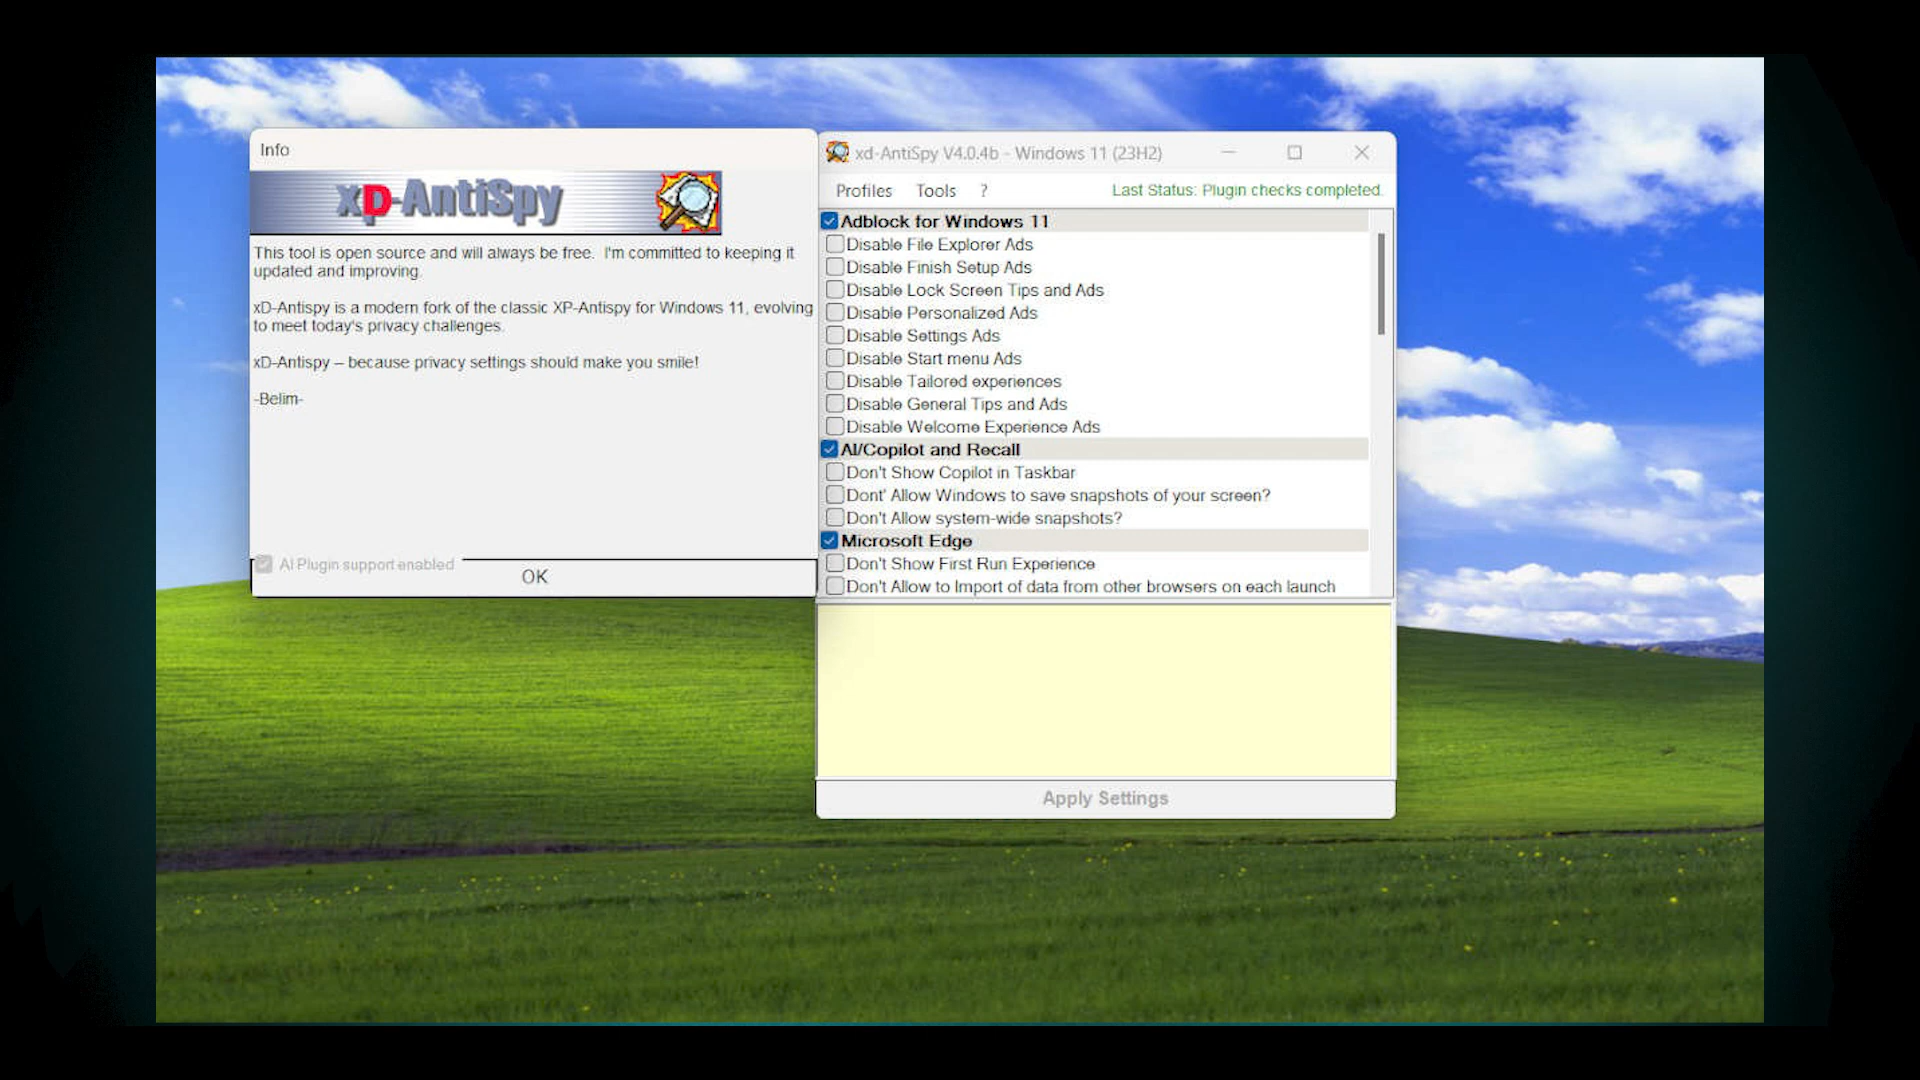 Info
xD-AntiSpy
This tool is open source and will always be free. I'm committed to keeping it
updated and improving.
xD-Antispy is a modern fork of the classic XP-Antispy for Windows 11, evolving
to meet today's privacy challenges.
xD-Antispy – because privacy settings should make you smile!
-Belim-
AI Plugin support enabled
OK
xd-AntiSpy V4.0.4b - Windows 11 (23H2)
Profiles Tools ? Last Status: Plugin checks completed.
Adblock for Windows 11
Disable File Explorer Ads
Disable Finish Setup Ads
Disable Lock Screen Tips and Ads
Disable Personalized Ads
Disable Settings Ads
Disable Start menu Ads
Disable Tailored experiences
Disable General Tips and Ads
Disable Welcome Experience Ads
AI/Copilot and Recall
Don't Show Copilot in Taskbar
Dont' Allow Windows to save snapshots of your screen?
Don't Allow system-wide snapshots?
Microsoft Edge
Don't Show First Run Experience
Don't Allow to Import of data from other browsers on each launch
Apply Settings